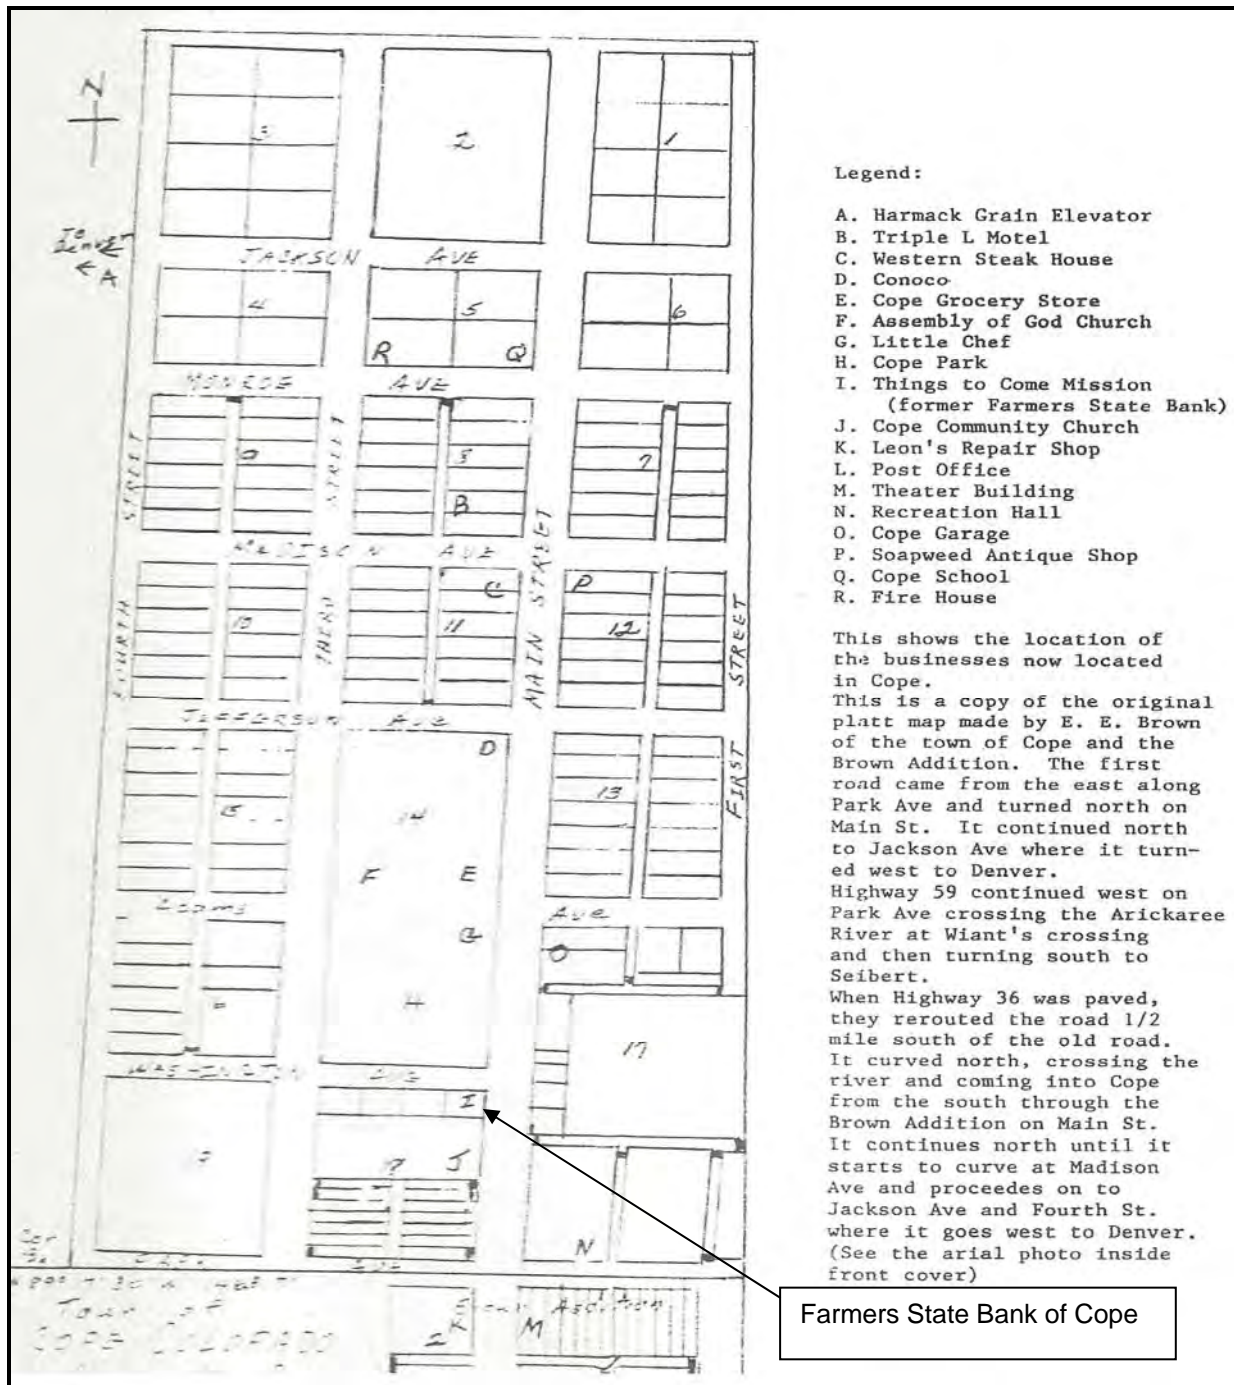 N
To
Denver
← A
3
2
1
JACKSON AVE
4
5
6
R
Q
MONROE AVE
9
8
7
B
MADISON AVE
C
P
10
11
12
FOURTH STREET
THIRD STREET
MAIN STREET
FIRST STREET
JEFFERSON AVE
D
13
14
15
F
E
Adams Ave
G
O
H
17
WASHINGTON AVE
I
J
N
AVE
Town of
COPE COLORADO
Addition
2
K
M
Legend:
A. Harmack Grain Elevator
B. Triple L Motel
C. Western Steak House
D. Conoco
E. Cope Grocery Store
F. Assembly of God Church
G. Little Chef
H. Cope Park
I. Things to Come Mission
(former Farmers State Bank)
J. Cope Community Church
K. Leon's Repair Shop
L. Post Office
M. Theater Building
N. Recreation Hall
O. Cope Garage
P. Soapweed Antique Shop
Q. Cope School
R. Fire House
This shows the location of
the businesses now located
in Cope.
This is a copy of the original
platt map made by E. E. Brown
of the town of Cope and the
Brown Addition. The first
road came from the east along
Park Ave and turned north on
Main St. It continued north
to Jackson Ave where it turn-
ed west to Denver.
Highway 59 continued west on
Park Ave crossing the Arickaree
River at Wiant's crossing
and then turning south to
Seibert.
When Highway 36 was paved,
they rerouted the road 1/2
mile south of the old road.
It curved north, crossing the
river and coming into Cope
from the south through the
Brown Addition on Main St.
It continues north until it
starts to curve at Madison
Ave and proceedes on to
Jackson Ave and Fourth St.
where it goes west to Denver.
(See the arial photo inside
front cover)
Farmers State Bank of Cope